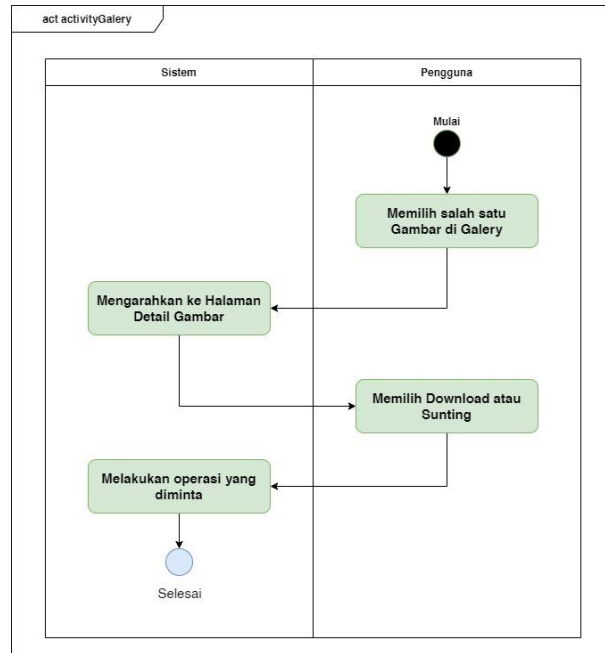 act activityGalery
Sistem
Pengguna
Mulai
Memilih salah satu
Gambar di Galery
Mengarahkan ke Halaman
Detail Gambar
Memilih Download atau
Sunting
Melakukan operasi yang
diminta
Selesai